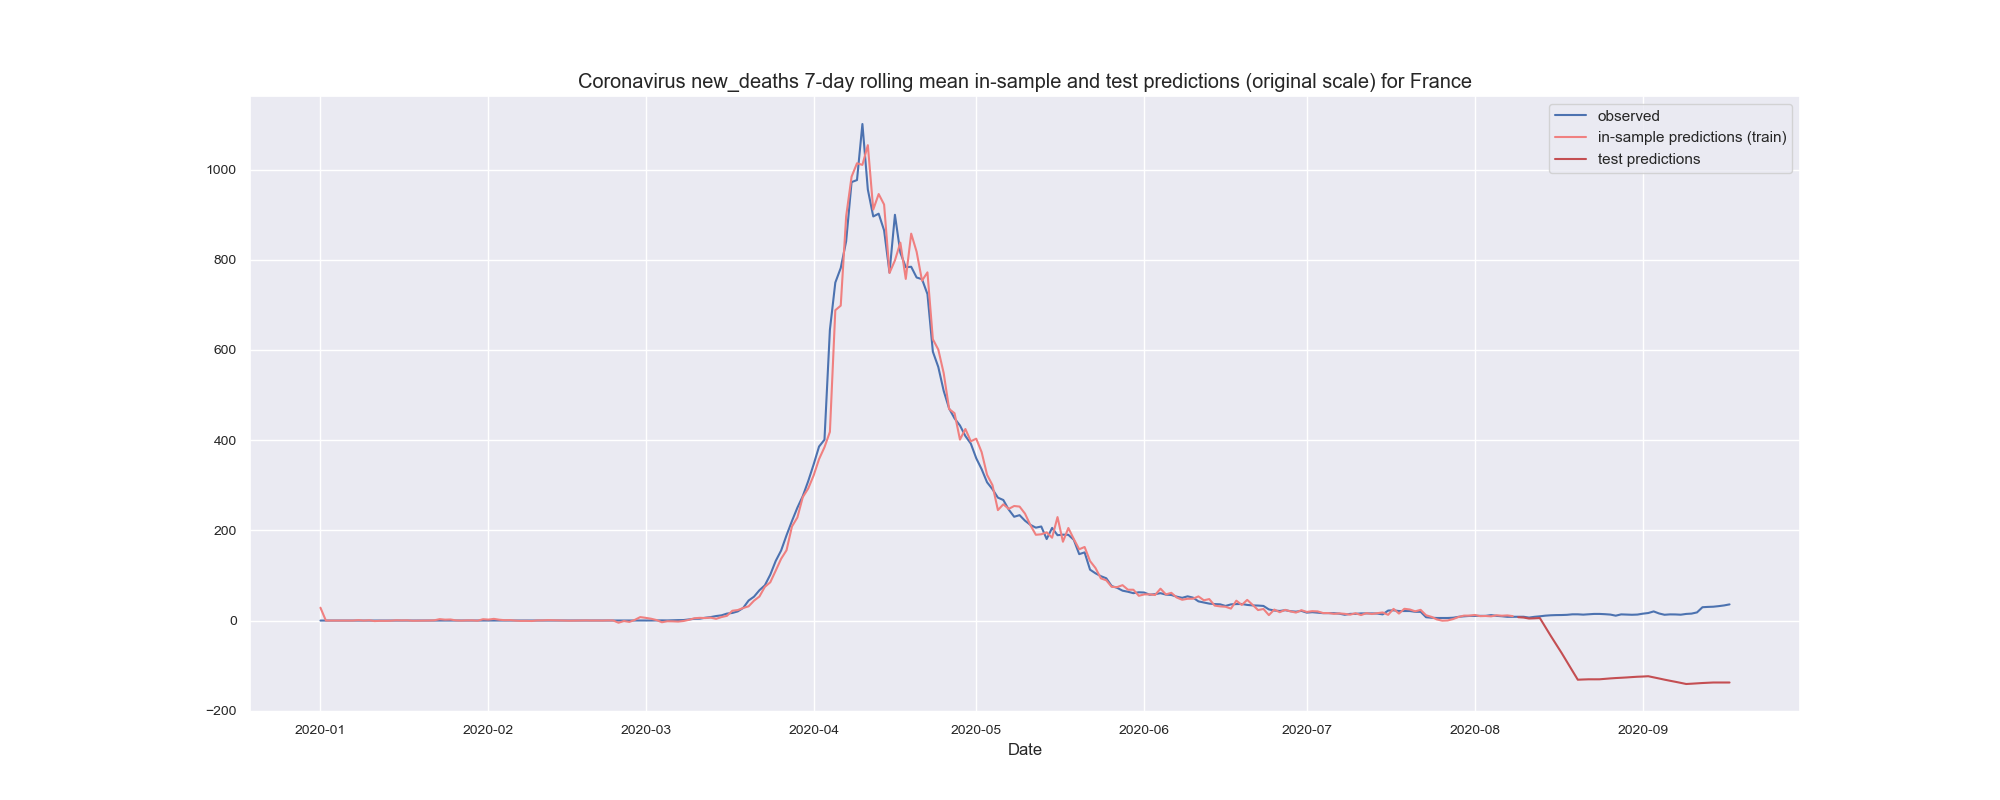 Coronavirus new_deaths 7-day rolling mean in-sample and test predictions (original scale) for France
observed
in-sample predictions (train)
test predictions
1000
800
600
400
200
0
−200
2020-01 2020-02 2020-03 2020-04 2020-05 2020-06 2020-07 2020-08 2020-09
Date